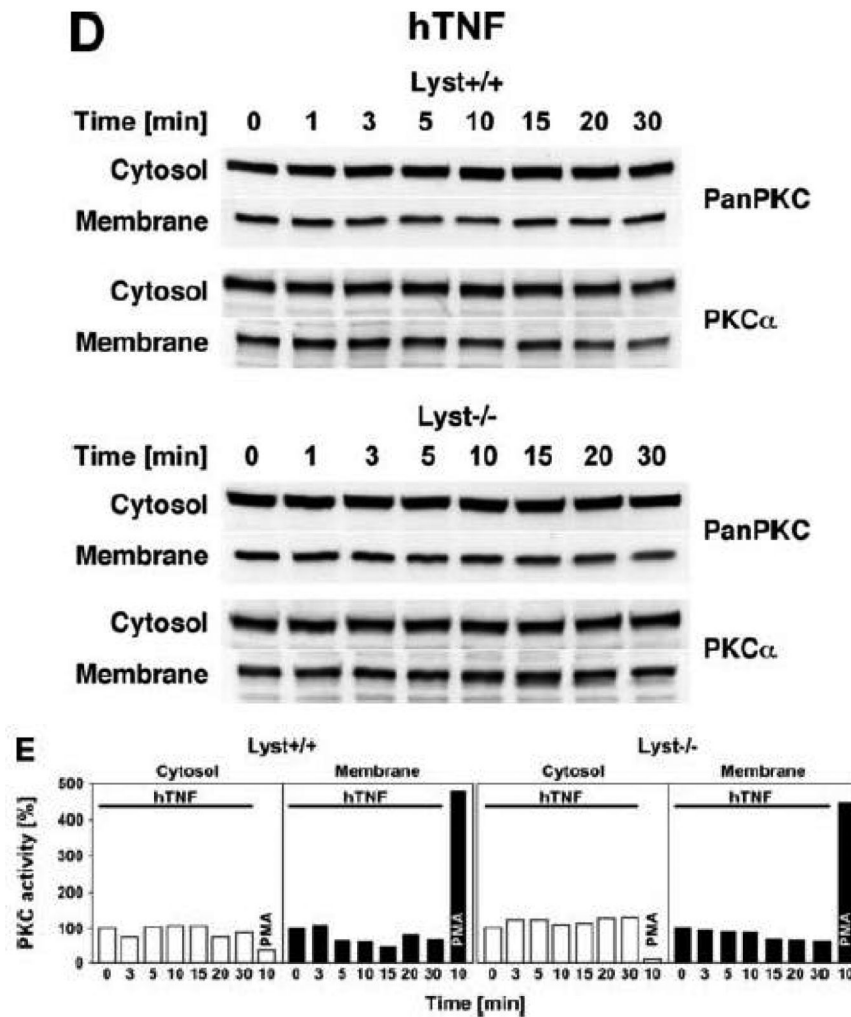 D hTNF
Lyst+/+
Time [min] 0 1 3 5 10 15 20 30
Cytosol
PanPKC
Membrane
Cytosol
PKCα
Membrane
Lyst-/-
Time [min] 0 1 3 5 10 15 20 30
Cytosol
PanPKC
Membrane
Cytosol
PKCα
Membrane
E Lyst+/+ Lyst-/-
Cytosol Membrane Cytosol Membrane
hTNF hTNF hTNF hTNF
PKC activity [%]
500
400
300
200
100
0
PMA PMA PMA PMA
0 3 5 10 15 20 30 10 0 3 5 10 15 20 30 10 0 3 5 10 15 20 30 10 0 3 5 10 15 20 30 10
Time [min]